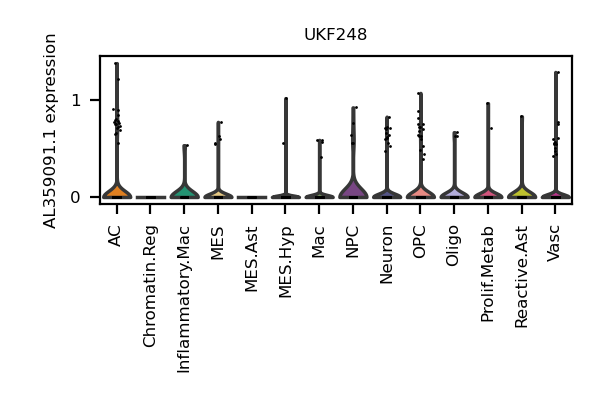 UKF248
AL359091.1 expression
1
0
AC
Chromatin.Reg
Inflammatory.Mac
MES
MES.Ast
MES.Hyp
Mac
NPC
Neuron
OPC
Oligo
Prolif.Metab
Reactive.Ast
Vasc